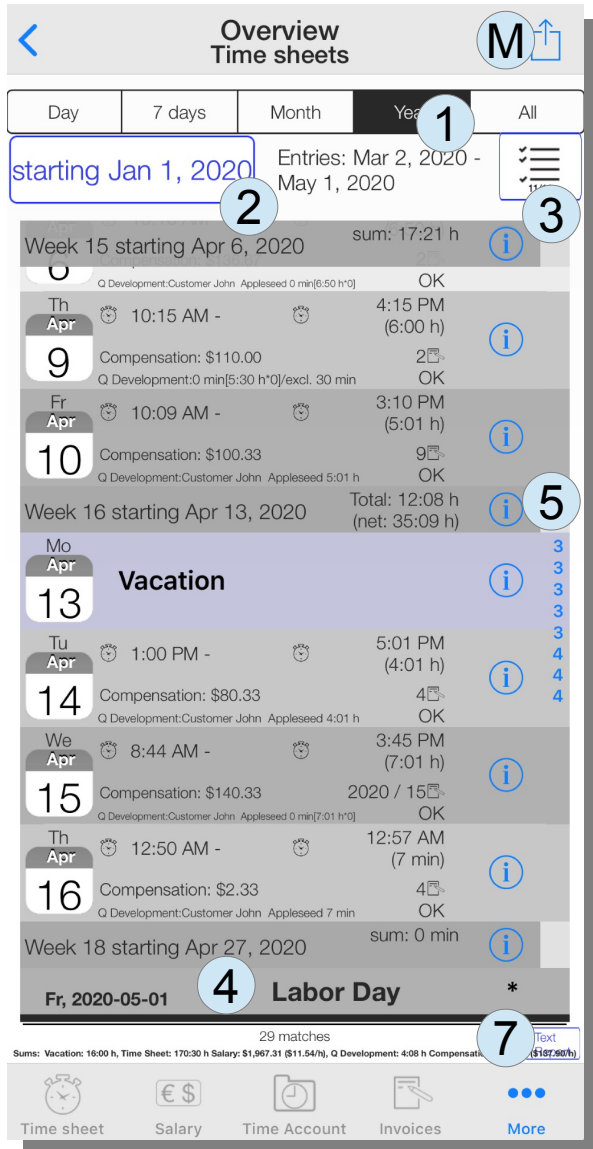 Overview
Time sheets
M
Day 7 days Month Yea All
1
starting Jan 1, 2020
Entries: Mar 2, 2020 -
May 1, 2020
2
3
Week 15 starting Apr 6, 2020 sum: 17:21 h i
6
Q Development:Customer John Appleseed 0 min[6:50 h*0] OK
Th
Apr
9
10:15 AM - 4:15 PM
(6:00 h)
i
Compensation: $110.00 2
Q Development:0 min[5:30 h*0]/excl. 30 min OK
Fr
Apr
10
10:09 AM - 3:10 PM
(5:01 h)
i
Compensation: $100.33 9
Q Development:Customer John Appleseed 5:01 h OK
Week 16 starting Apr 13, 2020 Total: 12:08 h
(net: 35:09 h)
i
5
Mo
Apr
13
Vacation
i
3
3
3
3
3
4
4
4
Tu
Apr
14
1:00 PM - 5:01 PM
(4:01 h)
i
Compensation: $80.33 4
Q Development:Customer John Appleseed 4:01 h OK
We
Apr
15
8:44 AM - 3:45 PM
(7:01 h)
i
Compensation: $140.33 2020 / 15
Q Development:Customer John Appleseed 0 min[7:01 h*0] OK
Th
Apr
16
12:50 AM - 12:57 AM
(7 min)
i
Compensation: $2.33 4
Q Development:Customer John Appleseed 7 min OK
Week 18 starting Apr 27, 2020 sum: 0 min i
Fr, 2020-05-01 4 Labor Day *
29 matches
7
Text
Sums: Vacation: 16:00 h, Time Sheet: 170:30 h Salary: $1,967.31 ($11.54/h), Q Development: 4:08 h
Time sheet Salary Time Account Invoices More